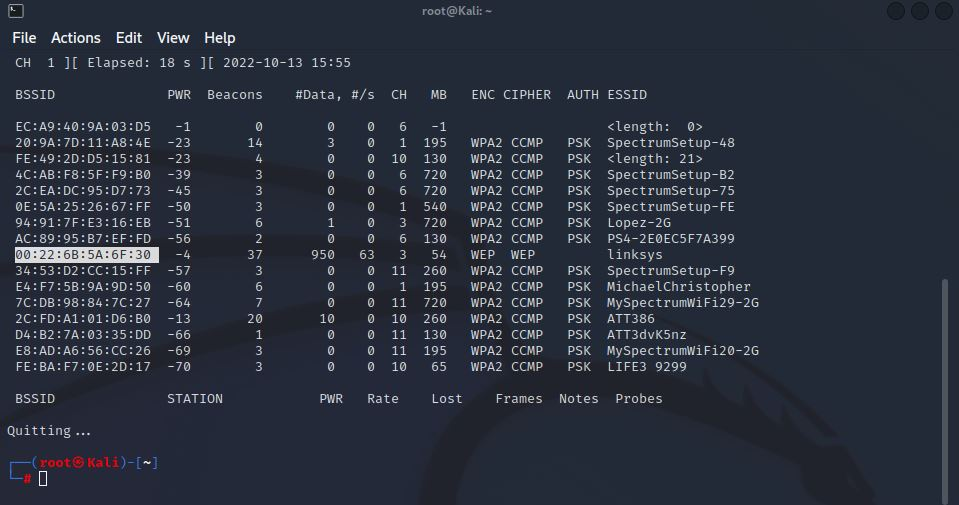 root@Kali: ~
File Actions Edit View Help
CH 1 ][ Elapsed: 18 s ][ 2022-10-13 15:55
BSSID PWR Beacons #Data, #/s CH MB ENC CIPHER AUTH ESSID
EC:A9:40:9A:03:D5 -1 0 0 0 6 -1 <length: 0>
20:9A:7D:11:A8:4E -23 14 3 0 1 195 WPA2 CCMP PSK SpectrumSetup-48
FE:49:2D:D5:15:81 -23 4 0 0 10 130 WPA2 CCMP PSK <length: 21>
4C:AB:F8:5F:F9:B0 -39 3 0 0 6 720 WPA2 CCMP PSK SpectrumSetup-B2
2C:EA:DC:95:D7:73 -45 3 0 0 6 720 WPA2 CCMP PSK SpectrumSetup-75
0E:5A:25:26:67:FF -50 3 0 0 1 540 WPA2 CCMP PSK SpectrumSetup-FE
94:91:7F:E3:16:EB -51 6 1 0 3 720 WPA2 CCMP PSK Lopez-2G
AC:89:95:B7:EF:FD -56 2 0 0 6 130 WPA2 CCMP PSK PS4-2E0EC5F7A399
00:22:6B:5A:6F:30 -4 37 950 63 3 54 WEP WEP linksys
34:53:D2:CC:15:FF -57 3 0 0 11 260 WPA2 CCMP PSK SpectrumSetup-F9
E4:F7:5B:9A:9D:50 -60 6 0 0 1 195 WPA2 CCMP PSK MichaelChristopher
7C:DB:98:84:7C:27 -64 7 0 0 11 720 WPA2 CCMP PSK MySpectrumWiFi29-2G
2C:FD:A1:01:D6:B0 -13 20 10 0 10 260 WPA2 CCMP PSK ATT386
D4:B2:7A:03:35:DD -66 1 0 0 11 130 WPA2 CCMP PSK ATT3dvK5nz
E8:AD:A6:56:CC:26 -69 3 0 0 11 195 WPA2 CCMP PSK MySpectrumWiFi20-2G
FE:BA:F7:0E:2D:17 -70 3 0 0 10 65 WPA2 CCMP PSK LIFE3 9299
BSSID STATION PWR Rate Lost Frames Notes Probes
Quitting...
┌──(root㉿Kali)-[~]
└─#